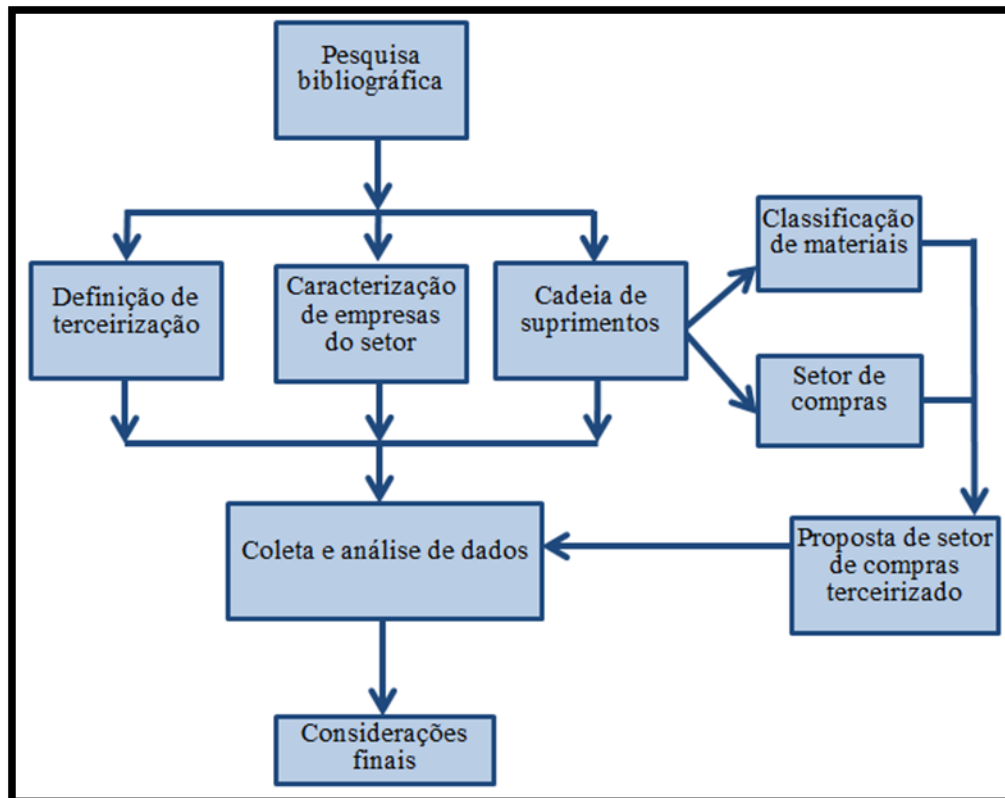 Pesquisa
bibliográfica
Definição de
terceirização
Caracterização
de empresas
do setor
Cadeia de
suprimentos
Classificação
de materiais
Setor de
compras
Proposta de setor
de compras
terceirizado
Coleta e análise de dados
Considerações
finais